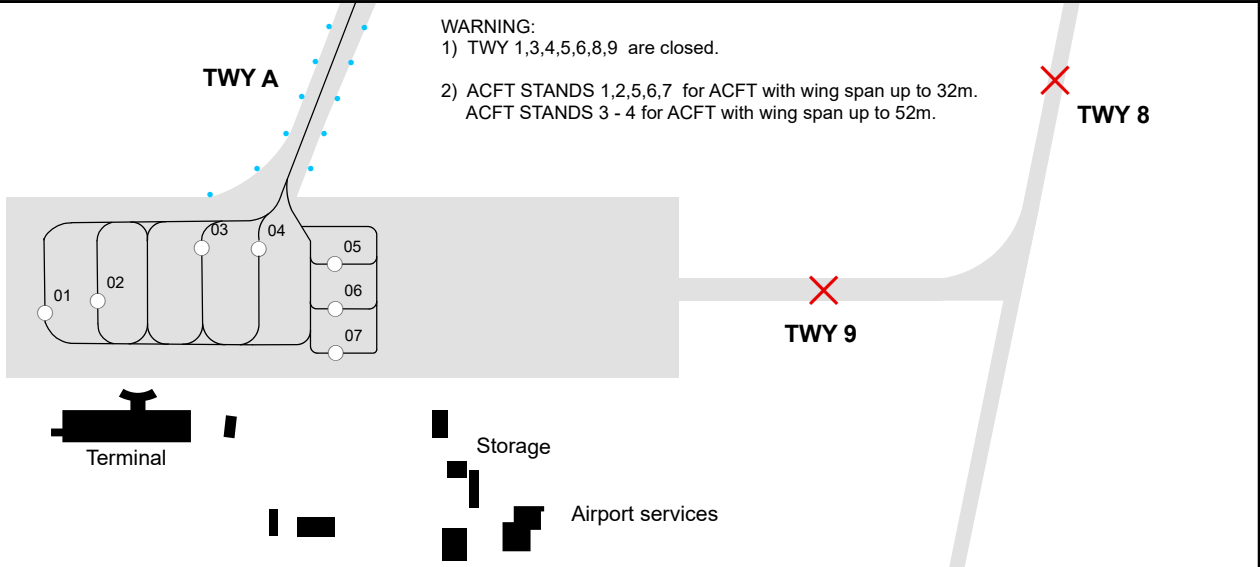 WARNING:
1) TWY 1,3,4,5,6,8,9 are closed.
2) ACFT STANDS 1,2,5,6,7 for ACFT with wing span up to 32m.
ACFT STANDS 3 - 4 for ACFT with wing span up to 52m.
TWY A
TWY 8
03
04
05
06
01
02
07
TWY 9
Terminal
Storage
Airport services